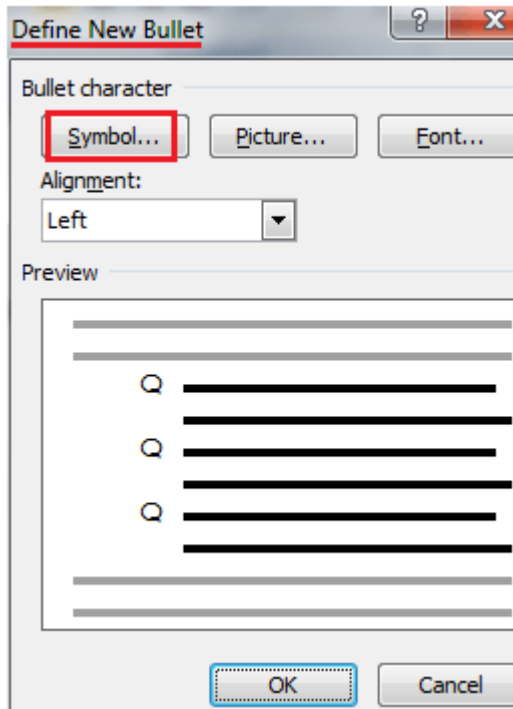 Define New Bullet ?
Bullet character
Symbol... Picture... Font...
Alignment:
Left
Preview
Q
Q
Q
OK Cancel